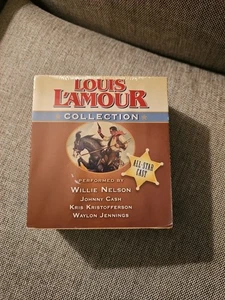 LOUIS
L'AMOUR
COLLECTION
ALL-STAR
CAST
PERFORMED BY
WILLIE NELSON
JOHNNY CASH
KRIS KRISTOFFERSON
WAYLON JENNINGS